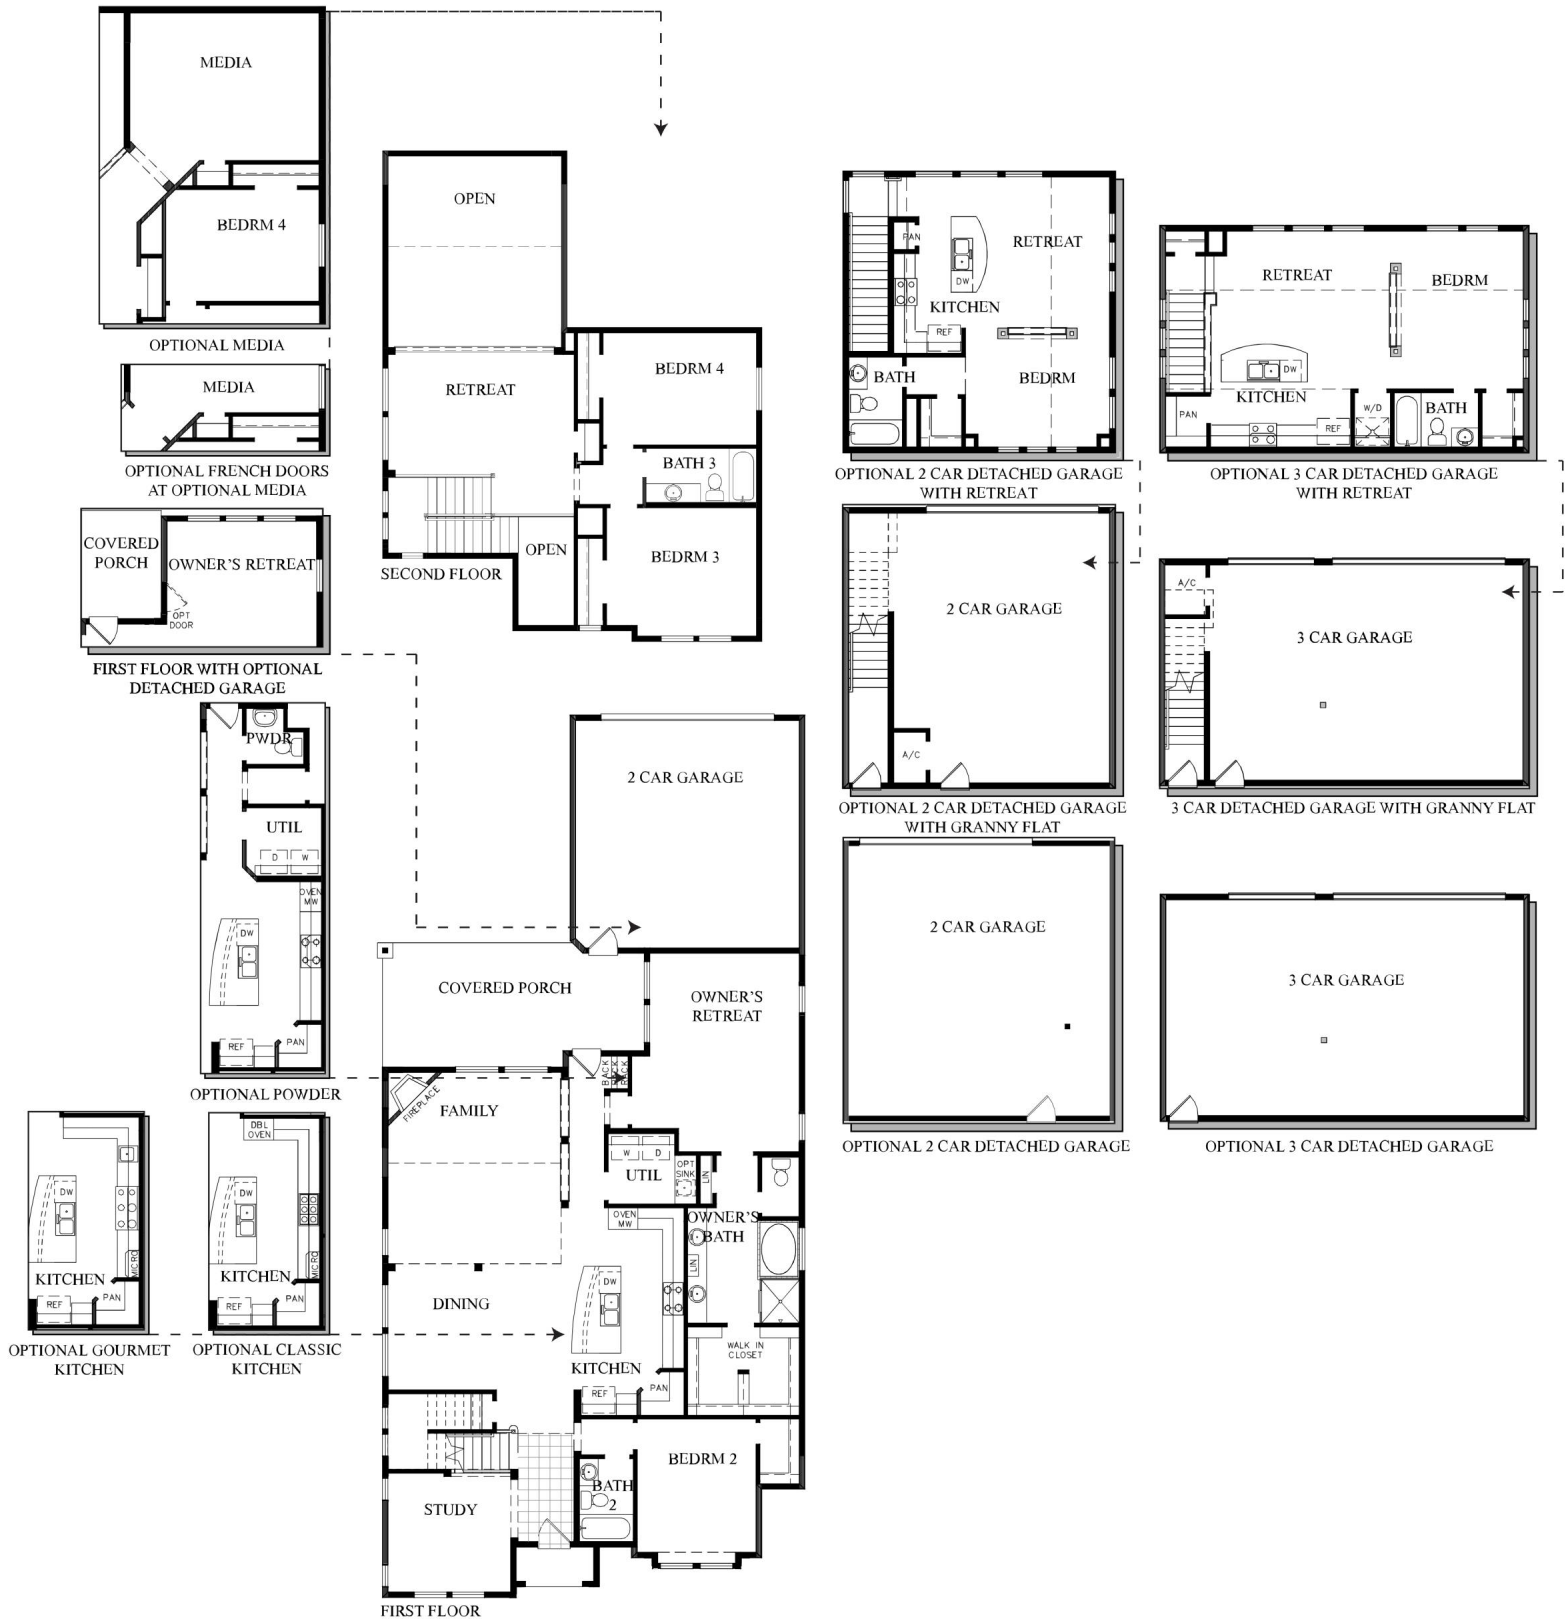 MEDIA
BEDRM 4
OPTIONAL MEDIA
MEDIA
OPTIONAL FRENCH DOORS
AT OPTIONAL MEDIA
COVERED
PORCH
OWNER'S RETREAT
OPT
DOOR
FIRST FLOOR WITH OPTIONAL
DETACHED GARAGE
PWDR
UTIL
D
W
OVEN
MW
DW
REF
PAN
OPTIONAL POWDER
DW
MICRO
KITCHEN
REF
PAN
OPTIONAL GOURMET
KITCHEN
DBL
OVEN
DW
MICRO
KITCHEN
REF
PAN
OPTIONAL CLASSIC
KITCHEN
OPEN
RETREAT
BEDRM 4
BATH 3
OPEN
BEDRM 3
SECOND FLOOR
2 CAR GARAGE
COVERED PORCH
OWNER'S
RETREAT
RACK
RACK
RACK
FIREPLACE
FAMILY
W
D
UTIL
OPT
SINK
LIN
OVEN
MW
OWNER'S
BATH
LIN
DINING
DW
KITCHEN
REF
PAN
WALK IN
CLOSET
BEDRM 2
BATH
2
STUDY
FIRST FLOOR
PAN
RETREAT
DW
KITCHEN
REF
BATH
BEDRM
OPTIONAL 2 CAR DETACHED GARAGE
WITH RETREAT
2 CAR GARAGE
A/C
OPTIONAL 2 CAR DETACHED GARAGE
WITH GRANNY FLAT
2 CAR GARAGE
OPTIONAL 2 CAR DETACHED GARAGE
RETREAT
BEDRM
DW
KITCHEN
PAN
REF
W/D
BATH
OPTIONAL 3 CAR DETACHED GARAGE
WITH RETREAT
A/C
3 CAR GARAGE
3 CAR DETACHED GARAGE WITH GRANNY FLAT
3 CAR GARAGE
OPTIONAL 3 CAR DETACHED GARAGE